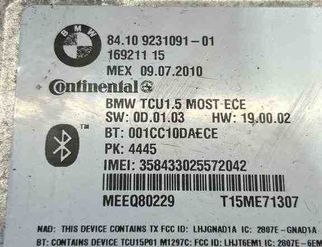 BMW
84.10 9231091-01
169211 15
MEX 09.07.2010
Continental
BMW TCU1.5 MOST ECE
SW: 0D.01.03 HW: 19.00.02
BT: 001CC10DAECE
PK: 4445
IMEI: 358433025572042
MEEQ80229 T15ME71307
NAD: THIS DEVICE CONTAINS TX FCC ID: LHJGNAD1A IC: 2807E-GNAD1A
BT: CONTAINS DEVICE TCU15P01 M1297C: FCC ID: LHJTGEM1 IC: 2807E-